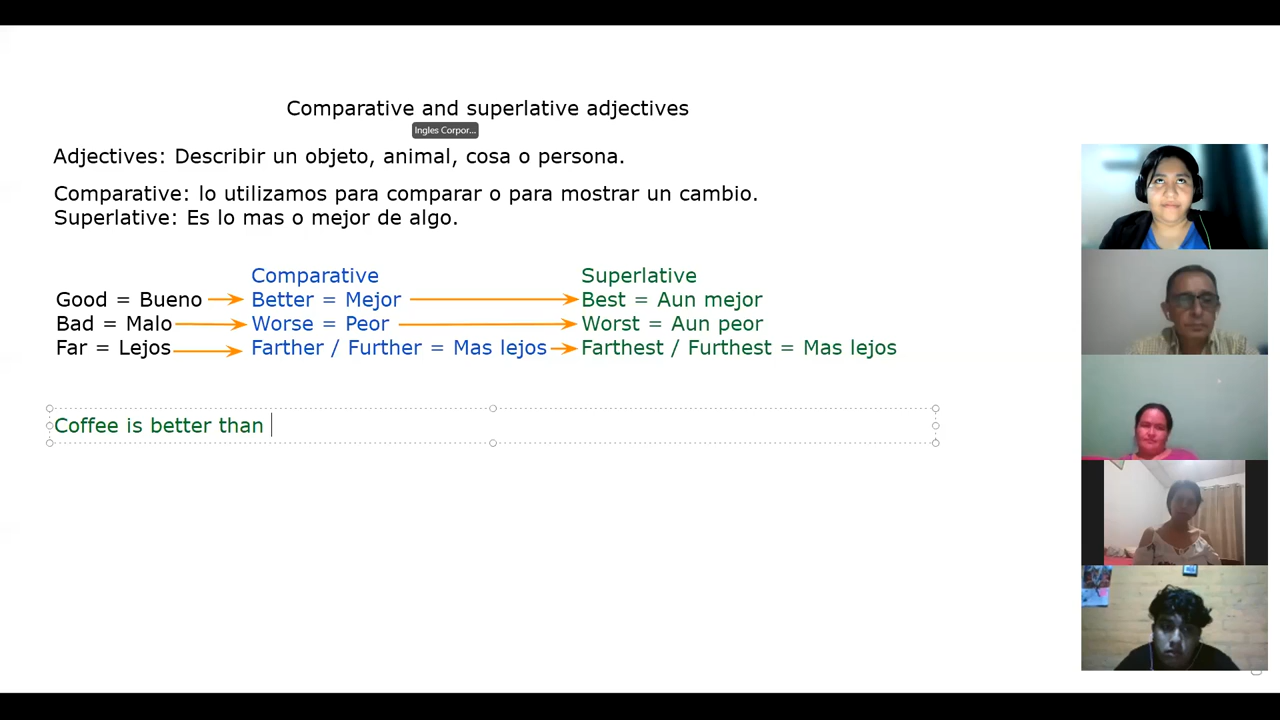 Comparative and superlative adjectives
Ingles Corpor...
Adjectives: Describir un objeto, animal, cosa o persona.
Comparative: lo utilizamos para comparar o para mostrar un cambio.
Superlative: Es lo mas o mejor de algo.
Comparative Superlative
Good = Bueno Better = Mejor Best = Aun mejor
Bad = Malo Worse = Peor Worst = Aun peor
Far = Lejos Farther / Further = Mas lejos Farthest / Furthest = Mas lejos
Coffee is better than